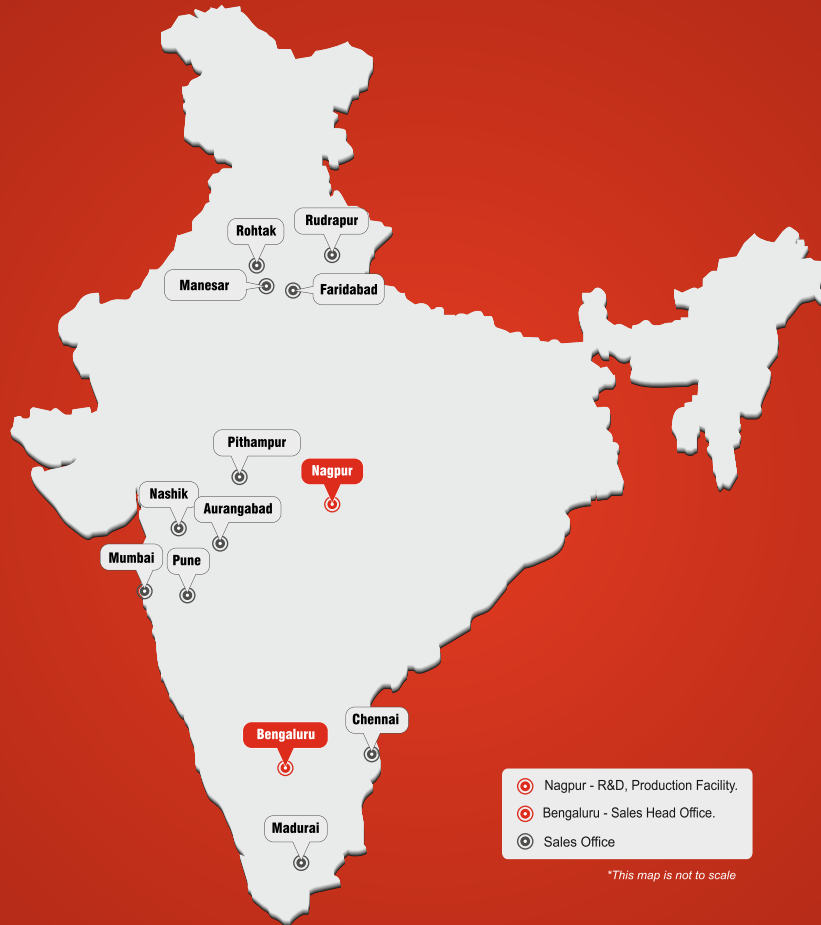 Rudrapur
Rohtak
Manesar
Faridabad
Pithampur
Nagpur
Nashik
Aurangabad
Mumbai
Pune
Chennai
Bengaluru
Madurai
Nagpur - R&D, Production Facility.
Bengaluru - Sales Head Office.
Sales Office
*This map is not to scale